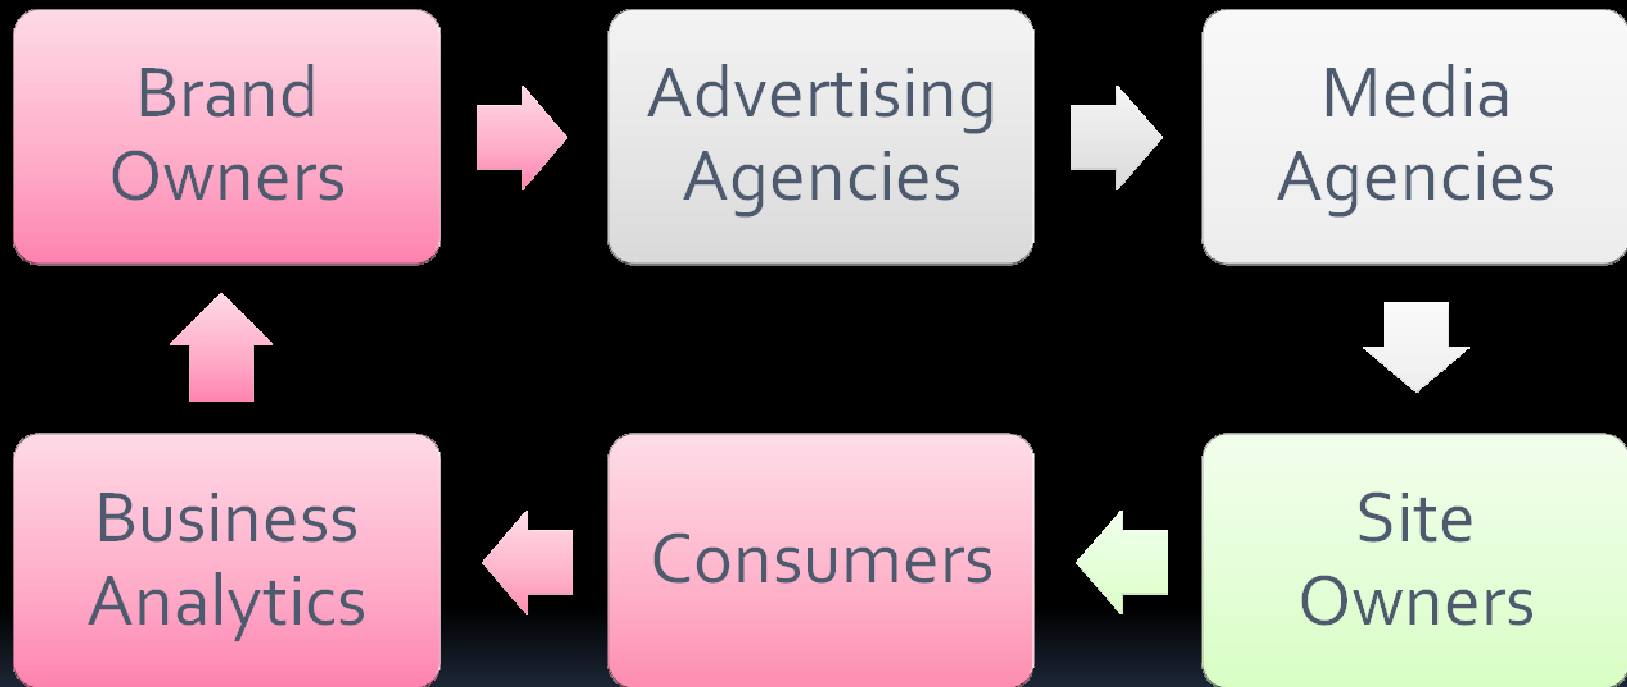 Brand
Owners
Advertising
Agencies
Media
Agencies
Business
Analytics
Consumers
Site
Owners